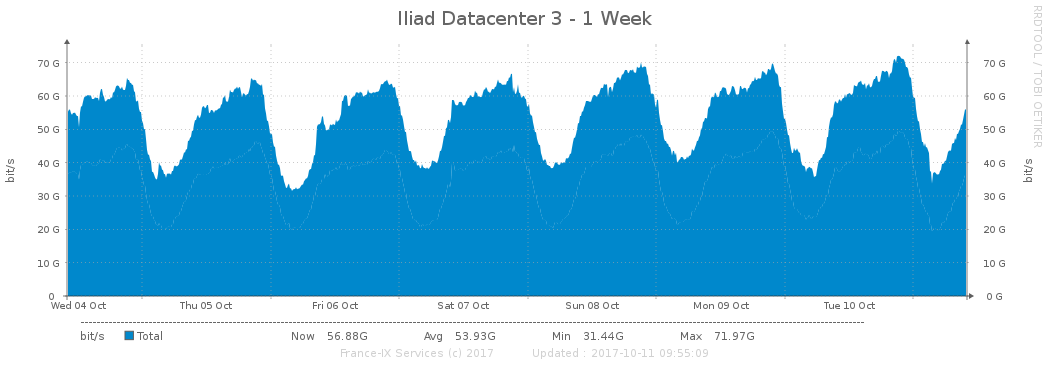 Iliad Datacenter 3 - 1 Week
RRDTOOL / TOBI OETIKER
70 G 70 G
60 G 60 G
50 G 50 G
40 G 40 G
30 G 30 G
20 G 20 G
10 G 10 G
0 0 G
bit/s bit/s
Wed 04 Oct Thu 05 Oct Fri 06 Oct Sat 07 Oct Sun 08 Oct Mon 09 Oct Tue 10 Oct
bit/s Total Now 56.88G Avg 53.93G Min 31.44G Max 71.97G
France-IX Services (c) 2017 Updated : 2017-10-11 09:55:09